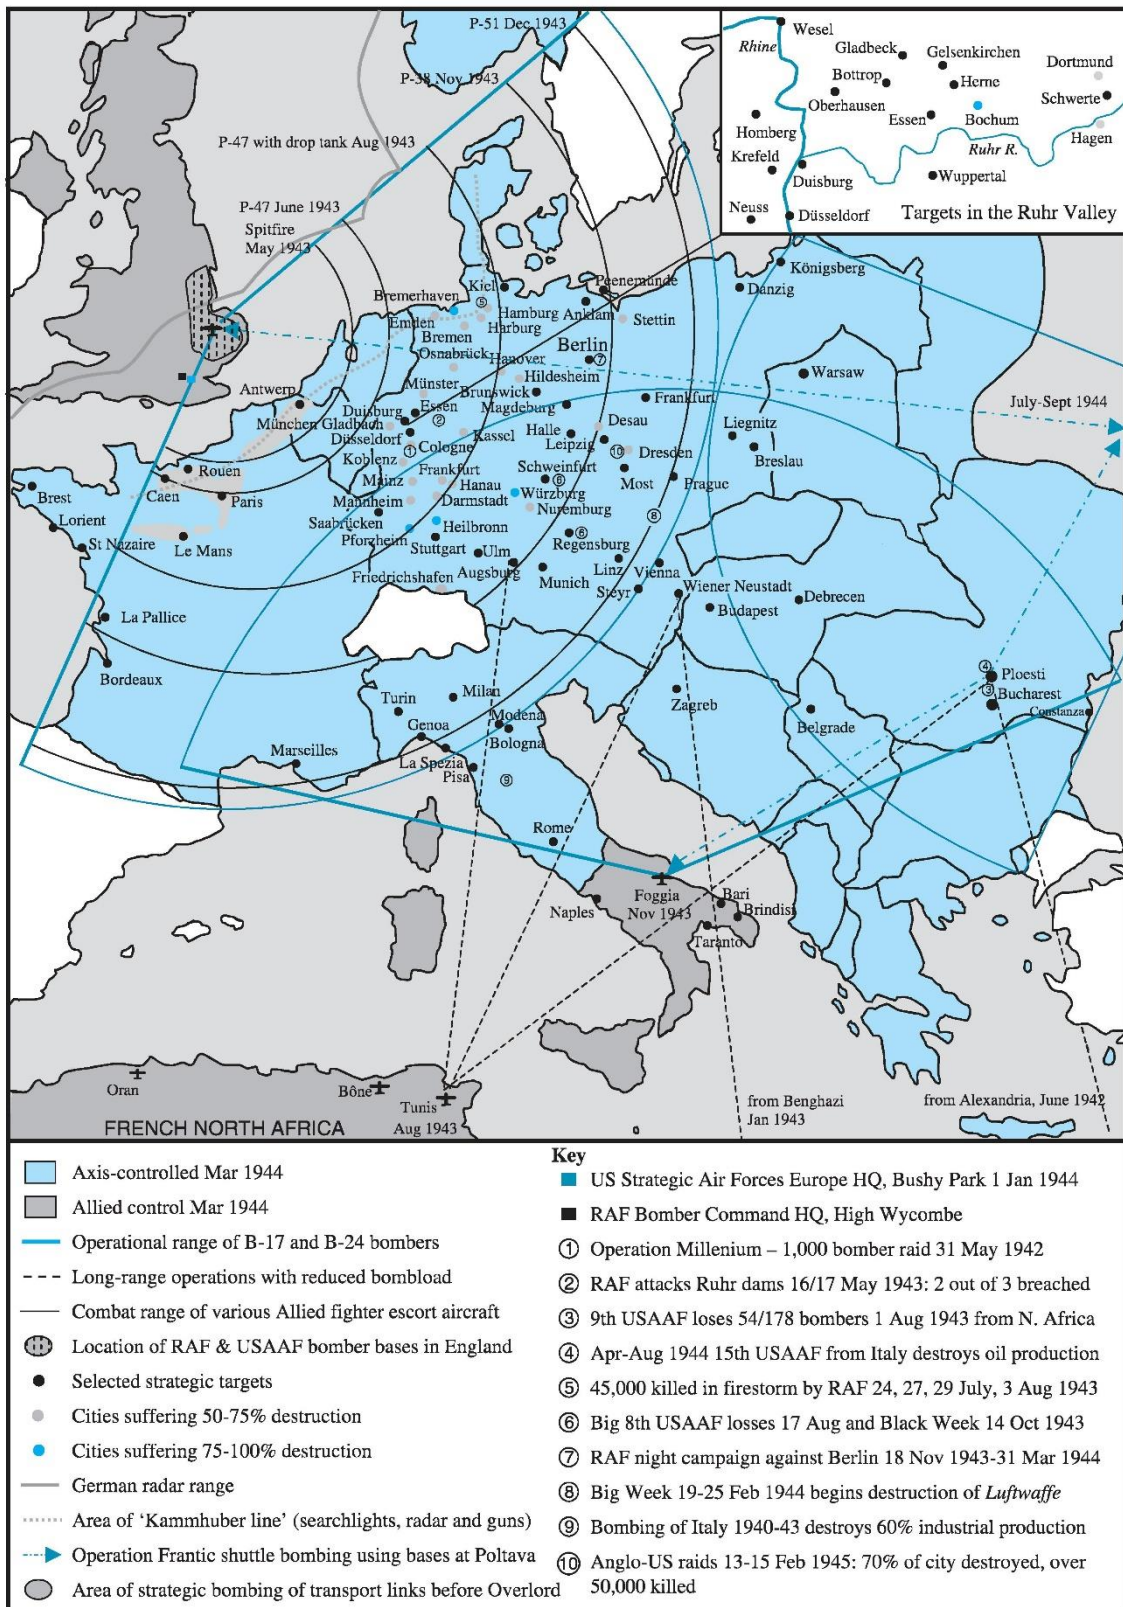 P-51 Dec 1943
P-38 Nov 1943
P-47 with drop tank Aug 1943
P-47 June 1943
Spitfire
May 1943
Wesel
Rhine
Gladbeck
Gelsenkirchen
Dortmund
Bottrop
Herne
Oberhausen
Schwerte
Essen
Bochum
Homberg
Hagen
Krefeld
Ruhr R.
Duisburg
Wuppertal
Neuss
Düsseldorf
Targets in the Ruhr Valley
Königsberg
Kiel
Peenemünde
Danzig
Bremerhaven
5
Hamburg
Anklam
Emden
Harburg
Stettin
Bremen
Osnabrück
Berlin
Hanover
7
Hildesheim
Warsaw
Münster
Brunswick
Antwerp
Essen
Magdeburg
Frankfurt
July-Sept 1944
Duisburg
2
München Gladbach
Desau
Liegnitz
Düsseldorf
Kassel
Halle
Leipzig
Cologne
1
10
Dresden
Breslau
Koblenz
Rouen
Frankfurt
Schweinfurt
Brest
Caen
Mainz
Hanau
6
Most
Prague
Paris
Darmstadt
Würzburg
Mannheim
Nuremburg
8
Lorient
Saabrücken
Heilbronn
St Nazaire
Pforzheim
6
Le Mans
Stuttgart
Regensburg
Ulm
Linz
Vienna
Augsburg
Munich
Friedrichshafen
Steyr
Wiener Neustadt
Debrecen
Budapest
La Pallice
Bordeaux
4
Ploesti
Milan
3
Bucharest
Turin
Zagreb
Constanza
Modena
Belgrade
Genoa
Bologna
Marseilles
La Spezia
Pisa
9
Rome
Foggia
Nov 1943
Bari
Naples
Brindisi
Taranto
Oran
Bône
Tunis
Aug 1943
from Benghazi
Jan 1943
from Alexandria, June 1942
FRENCH NORTH AFRICA
Key
Axis-controlled Mar 1944
Allied control Mar 1944
Operational range of B-17 and B-24 bombers
Long-range operations with reduced bombload
Combat range of various Allied fighter escort aircraft
Location of RAF & USAAF bomber bases in England
Selected strategic targets
Cities suffering 50-75% destruction
Cities suffering 75-100% destruction
German radar range
Area of 'Kammhuber line' (searchlights, radar and guns)
Operation Frantic shuttle bombing using bases at Poltava
Area of strategic bombing of transport links before Overlord
US Strategic Air Forces Europe HQ, Bushy Park 1 Jan 1944
RAF Bomber Command HQ, High Wycombe
1 Operation Millenium – 1,000 bomber raid 31 May 1942
2 RAF attacks Ruhr dams 16/17 May 1943: 2 out of 3 breached
3 9th USAAF loses 54/178 bombers 1 Aug 1943 from N. Africa
4 Apr-Aug 1944 15th USAAF from Italy destroys oil production
5 45,000 killed in firestorm by RAF 24, 27, 29 July, 3 Aug 1943
6 Big 8th USAAF losses 17 Aug and Black Week 14 Oct 1943
7 RAF night campaign against Berlin 18 Nov 1943-31 Mar 1944
8 Big Week 19-25 Feb 1944 begins destruction of Luftwaffe
9 Bombing of Italy 1940-43 destroys 60% industrial production
10 Anglo-US raids 13-15 Feb 1945: 70% of city destroyed, over
50,000 killed